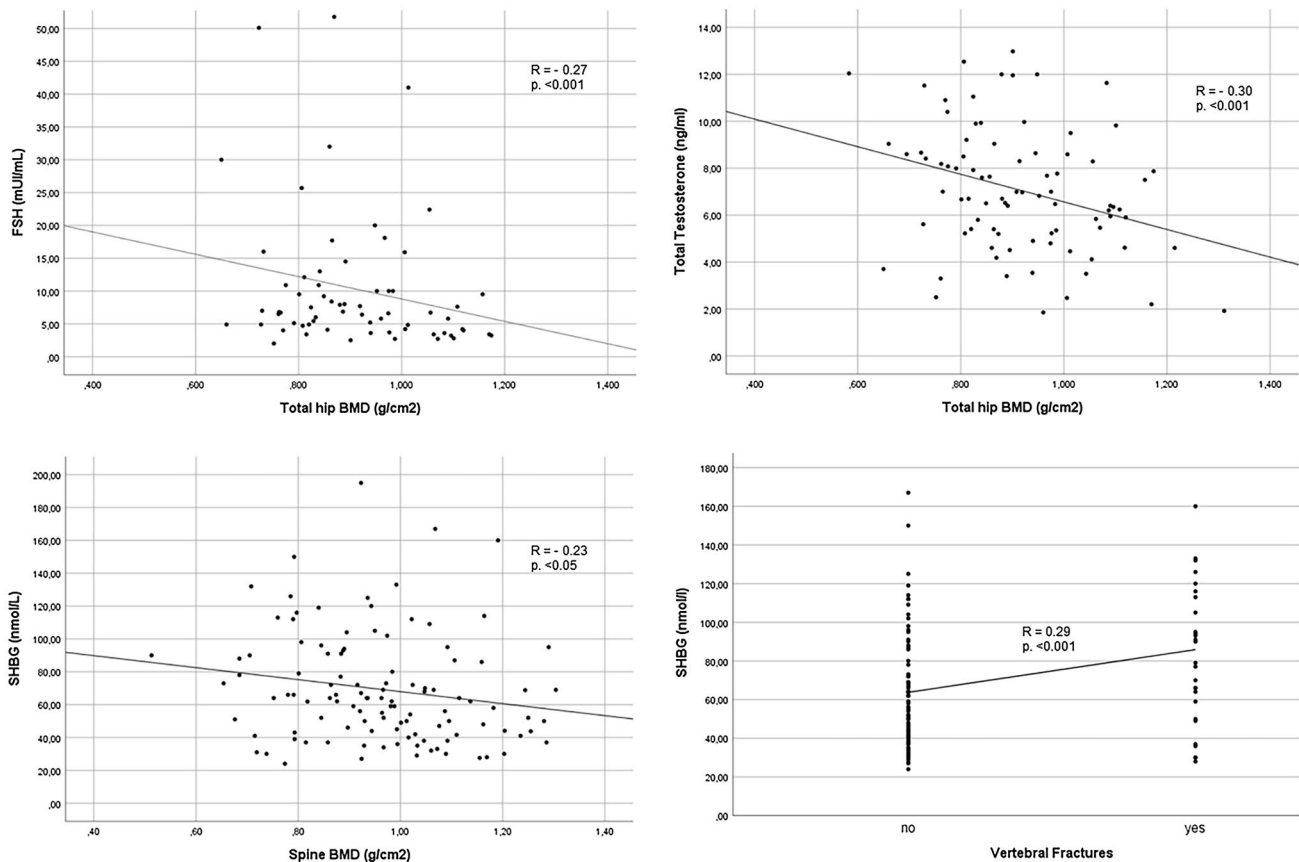 50,00
45,00
40,00
35,00
30,00
25,00
20,00
15,00
10,00
5,00
,00
FSH (mUI/mL)
R = - 0.27
p. <0.001
,400 ,600 ,800 1,000 1,200 1,400
Total hip BMD (g/cm2)
14,00
12,00
10,00
8,00
6,00
4,00
2,00
,00
Total Testosterone (ng/ml)
R = - 0.30
p. <0.001
,400 ,600 ,800 1,000 1,200 1,400
Total hip BMD (g/cm2)
200,00
180,00
160,00
140,00
120,00
100,00
80,00
60,00
40,00
20,00
,00
SHBG (nmol/L)
R = - 0.23
p. <0.05
,40 ,60 ,80 1,00 1,20 1,40
Spine BMD (g/cm2)
180,00
160,00
140,00
120,00
100,00
80,00
60,00
40,00
20,00
,00
SHBG (nmol/l)
R = 0.29
p. <0.001
no yes
Vertebral Fractures